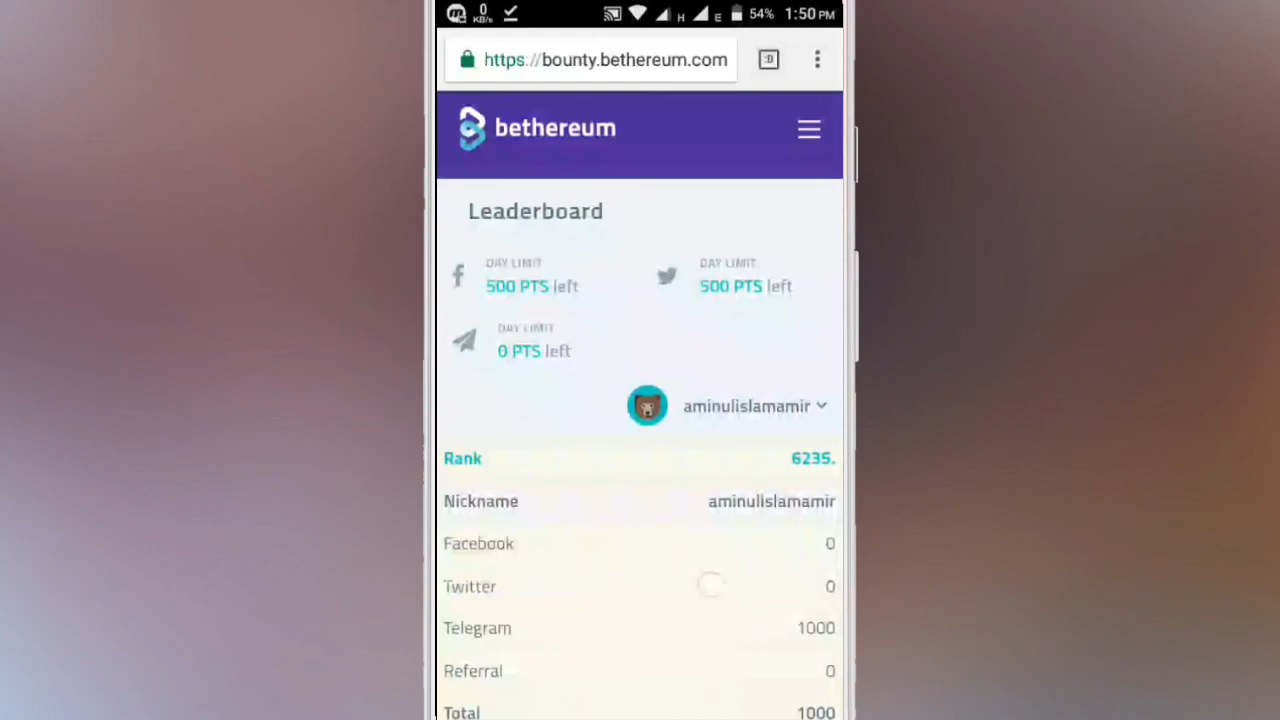 0
KB/s
H
E
54%
1:50 PM
https://bounty.bethereum.com
:D
bethereum
Leaderboard
DAY LIMIT
500 PTS left
DAY LIMIT
500 PTS left
DAY LIMIT
0 PTS left
aminulislamamir
Rank 6235.
Nickname aminulislamamir
Facebook 0
Twitter 0
Telegram 1000
Referral 0
Total 1000